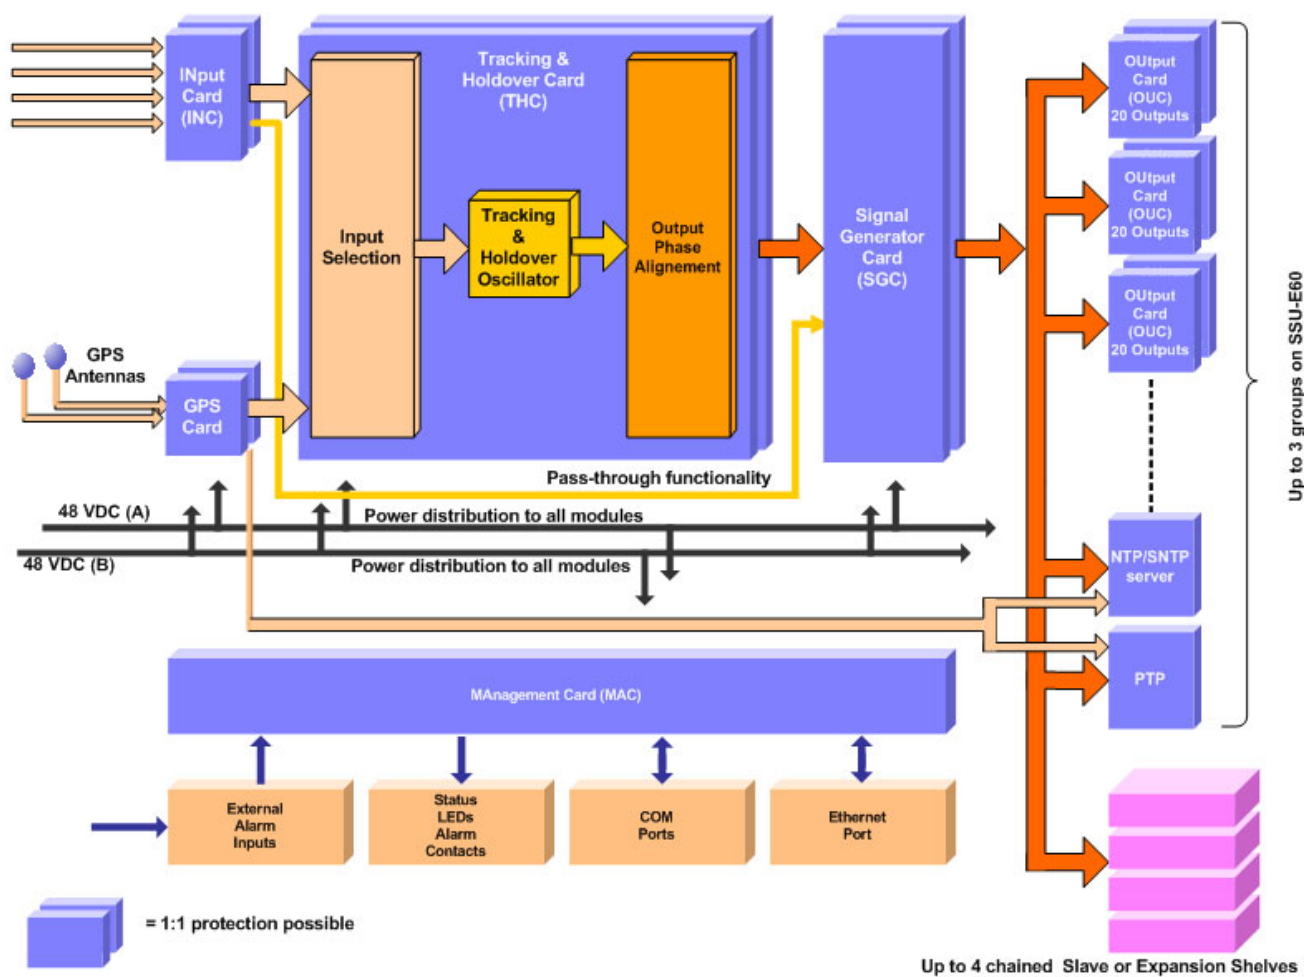 INput
Card
(INC)
Tracking &
Holdover Card
(THC)
Input
Selection
Tracking
&
Holdover
Oscillator
Output
Phase
Alignement
Signal
Generator
Card
(SGC)
OUtput
Card
(OUC)
20 Outputs
OUtput
Card
(OUC)
20 Outputs
OUtput
Card
(OUC)
20 Outputs
Up to 3 groups on SSU-E60
GPS
Antennas
GPS
Card
Pass-through functionality
48 VDC (A)
Power distribution to all modules
48 VDC (B)
Power distribution to all modules
NTP/SNTP
server
PTP
MAnagement Card (MAC)
External
Alarm
Inputs
Status
LEDs
Alarm
Contacts
COM
Ports
Ethernet
Port
= 1:1 protection possible
Up to 4 chained Slave or Expansion Shelves